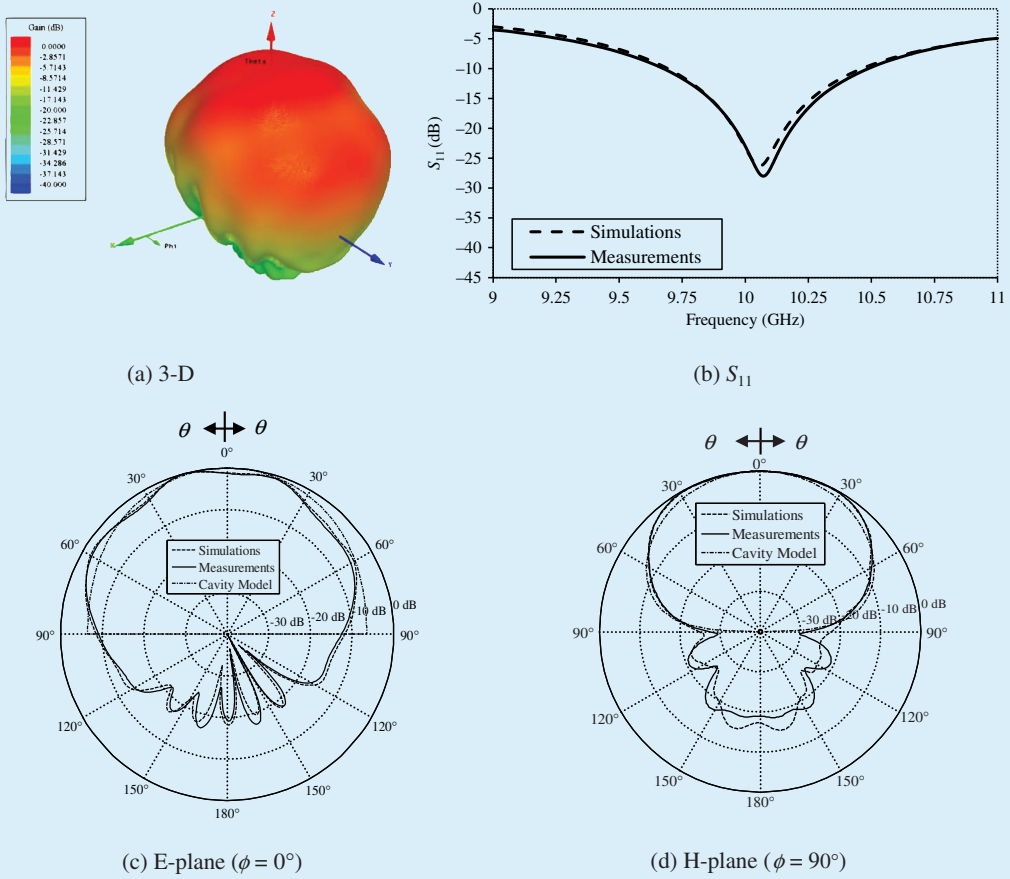 Gain (dB)
0.0000
-2.8571
-5.7143
-8.5714
-11.429
-17.143
-20.000
-22.857
-25.714
-28.571
-31.429
-34.286
-40.000
Z
Theta
X
Phi
Y
(a) 3-D
0
–5
–10
–15
–20
–25
–30
–35
–40
–45
S11 (dB)
Simulations
Measurements
9 9.25 9.5 9.75 10 10.25 10.5 10.75 11
Frequency (GHz)
(b) S11
θ θ
0°
30° 30°
60° 60°
90° 90°
120° 120°
150° 150°
180°
Simulations
Measurements
Cavity Model
-30 dB -20 dB -10 dB 0 dB
(c) E-plane (ϕ = 0°)
θ θ
0°
30° 30°
60° 60°
90° 90°
120° 120°
150° 150°
180°
Simulations
Measurements
Cavity Model
-30 dB -20 dB -10 dB 0 dB
(d) H-plane (ϕ = 90°)